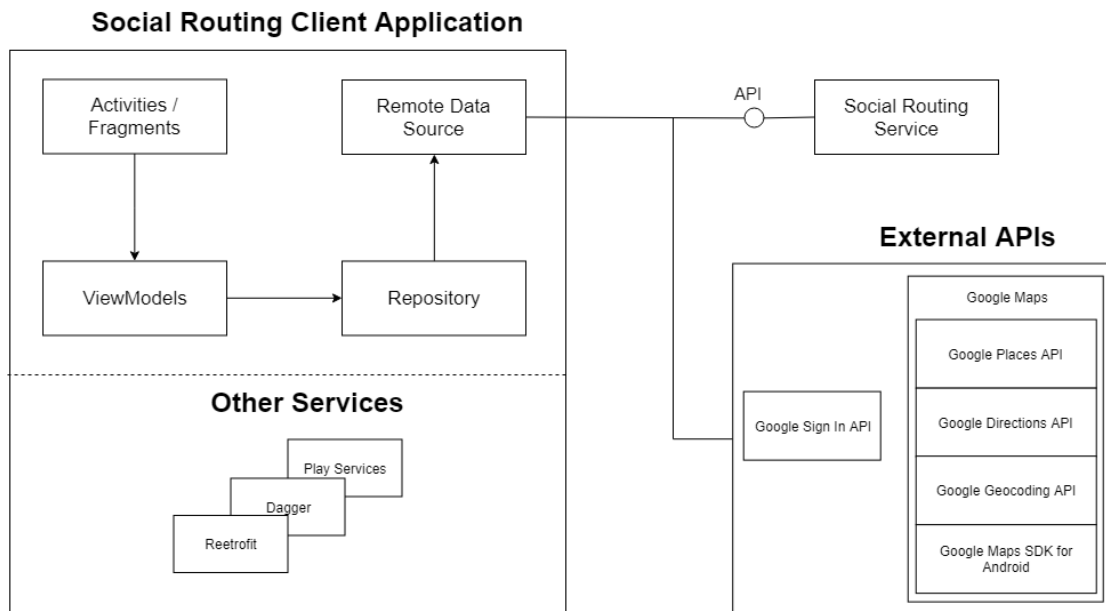 Social Routing Client Application
Activities /
Fragments
Remote Data
Source
API
Social Routing
Service
ViewModels
Repository
External APIs
Google Maps
Google Places API
Google Sign In API
Google Directions API
Google Geocoding API
Google Maps SDK for
Android
Other Services
Play Services
Dagger
Reetrofit